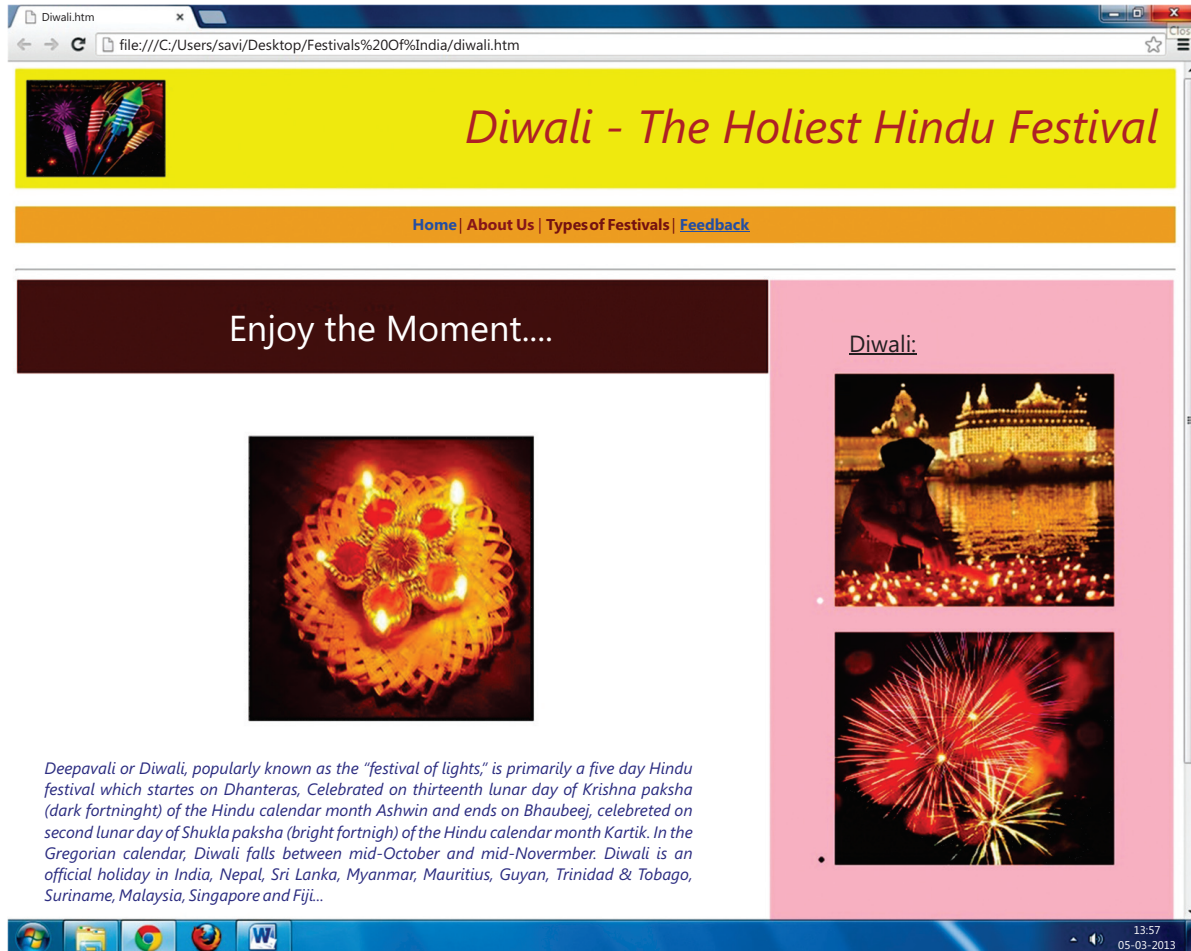 Diwali.htm
Clos
file:///C:/Users/savi/Desktop/Festivals%20Of%India/diwali.htm
Diwali - The Holiest Hindu Festival
Home| About Us | Types of Festivals| Feedback
Enjoy the Moment....
Diwali:
Deepavali or Diwali, popularly known as the “festival of lights,” is primarily a five day Hindu
festival which startes on Dhanteras, Celebrated on thirteenth lunar day of Krishna paksha
(dark fortninght) of the Hindu calendar month Ashwin and ends on Bhaubeej, celebreted on
second lunar day of Shukla paksha (bright fortnigh) of the Hindu calendar month Kartik. In the
Gregorian calendar, Diwali falls between mid-October and mid-Novermber. Diwali is an
official holiday in India, Nepal, Sri Lanka, Myanmar, Mauritius, Guyan, Trinidad & Tobago,
Suriname, Malaysia, Singapore and Fiji...
W
13:57
05-03-2013